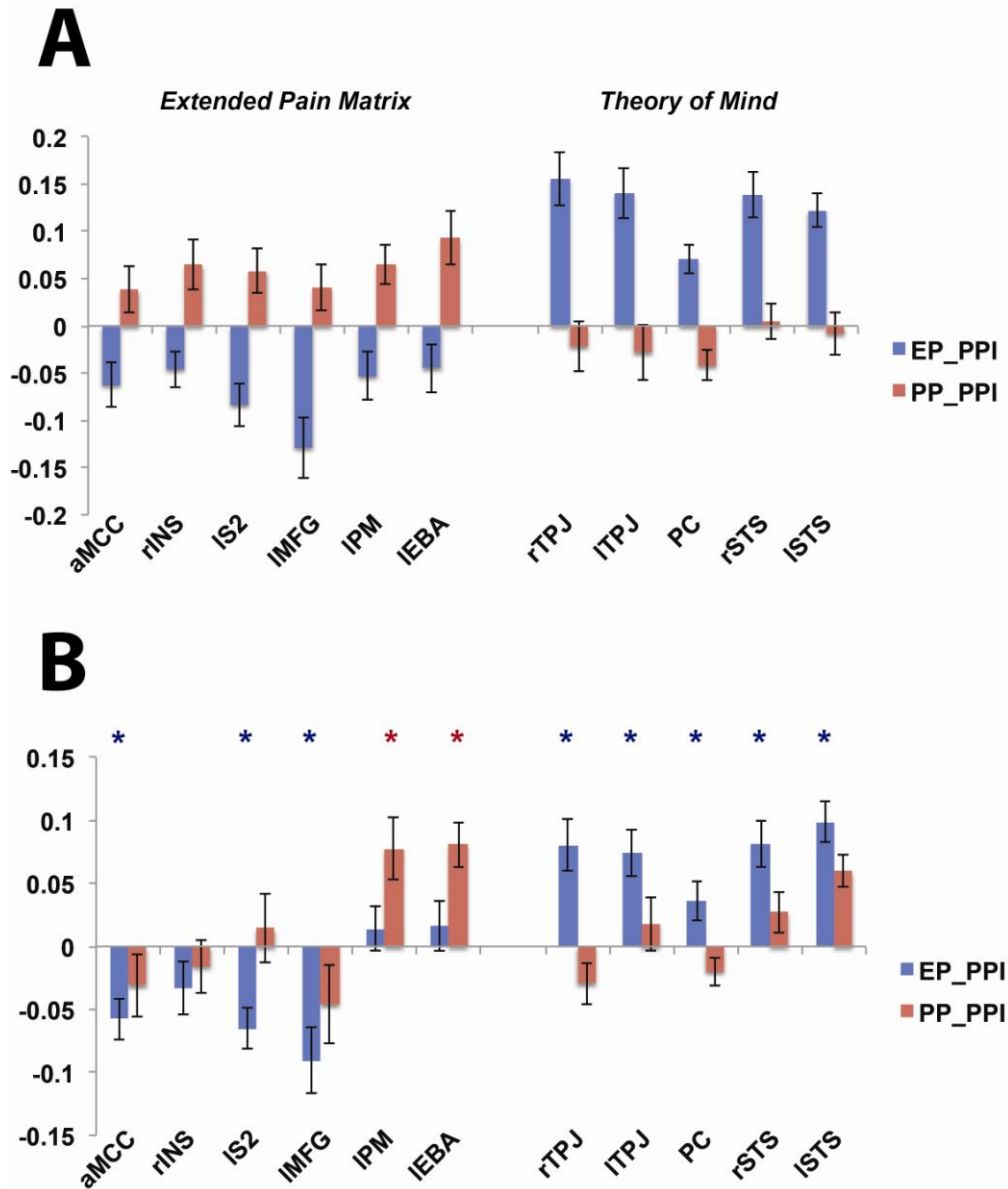 A
Extended Pain Matrix Theory of Mind
0.2
0.15
0.1
0.05
0
-0.05
-0.1
-0.15
-0.2
aMCC rINS lS2 lMFG lPM lEBA rTPJ lTPJ PC rSTS lSTS
EP_PPI
PP_PPI
B
* * * * * * * * * *
0.15
0.1
0.05
0
-0.05
-0.1
-0.15
aMCC rINS lS2 lMFG lPM lEBA rTPJ lTPJ PC rSTS lSTS
EP_PPI
PP_PPI